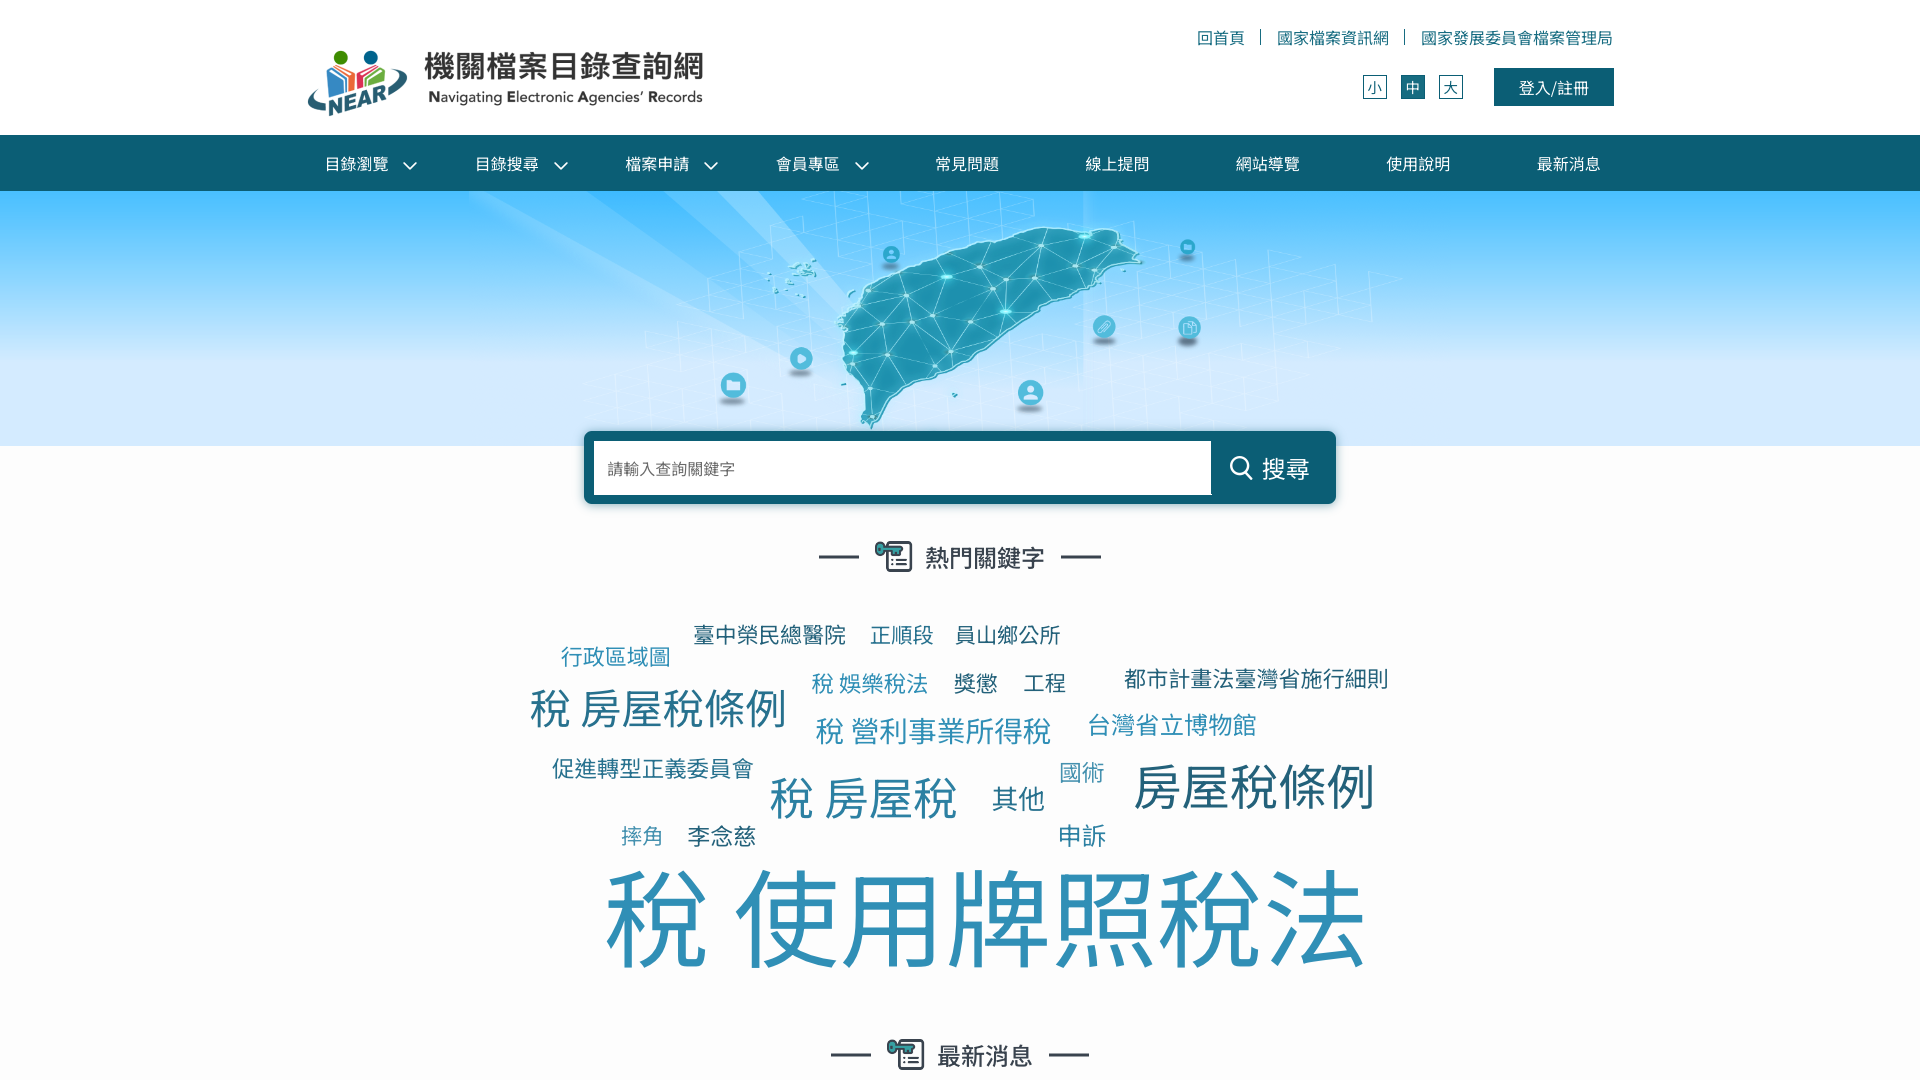 回首頁 國家檔案資訊網 國家發展委員會檔案管理局
NEAR 機關檔案目錄查詢網
Navigating Electronic Agencies' Records
小 中 大 登入/註冊
目錄瀏覽 目錄搜尋 檔案申請 會員專區 常見問題 線上提問 網站導覽 使用說明 最新消息
請輸入查詢關鍵字 搜尋
熱門關鍵字
臺中榮民總醫院 正順段 員山鄉公所
行政區域圖
稅 娛樂稅法 獎懲 工程 都市計畫法臺灣省施行細則
稅 房屋稅條例
稅 營利事業所得稅 台灣省立博物館
促進轉型正義委員會 國術
稅 房屋稅 其他 房屋稅條例
摔角 李念慈 申訴
稅 使用牌照稅法
最新消息